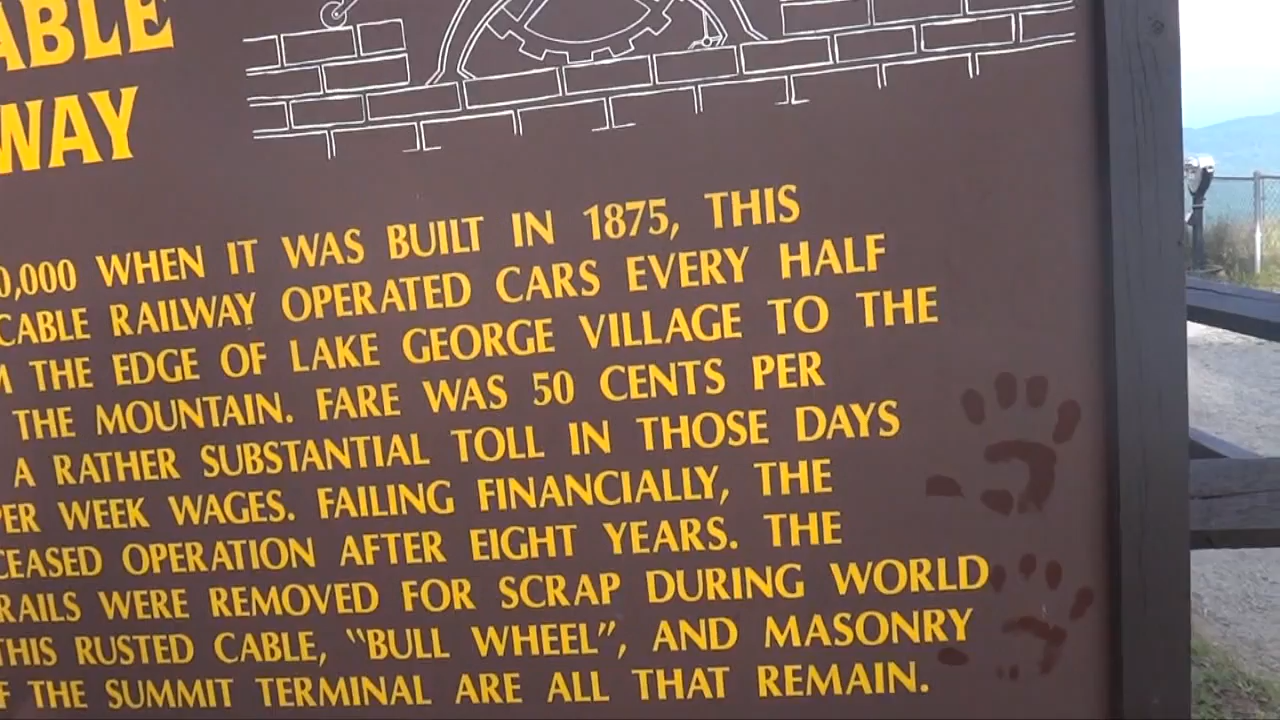 ABLE
WAY
0,000 WHEN IT WAS BUILT IN 1875, THIS
CABLE RAILWAY OPERATED CARS EVERY HALF
M THE EDGE OF LAKE GEORGE VILLAGE TO THE
THE MOUNTAIN. FARE WAS 50 CENTS PER
A RATHER SUBSTANTIAL TOLL IN THOSE DAYS
PER WEEK WAGES. FAILING FINANCIALLY, THE
CEASED OPERATION AFTER EIGHT YEARS. THE
RAILS WERE REMOVED FOR SCRAP DURING WORLD
THIS RUSTED CABLE, "BULL WHEEL", AND MASONRY
F THE SUMMIT TERMINAL ARE ALL THAT REMAIN.